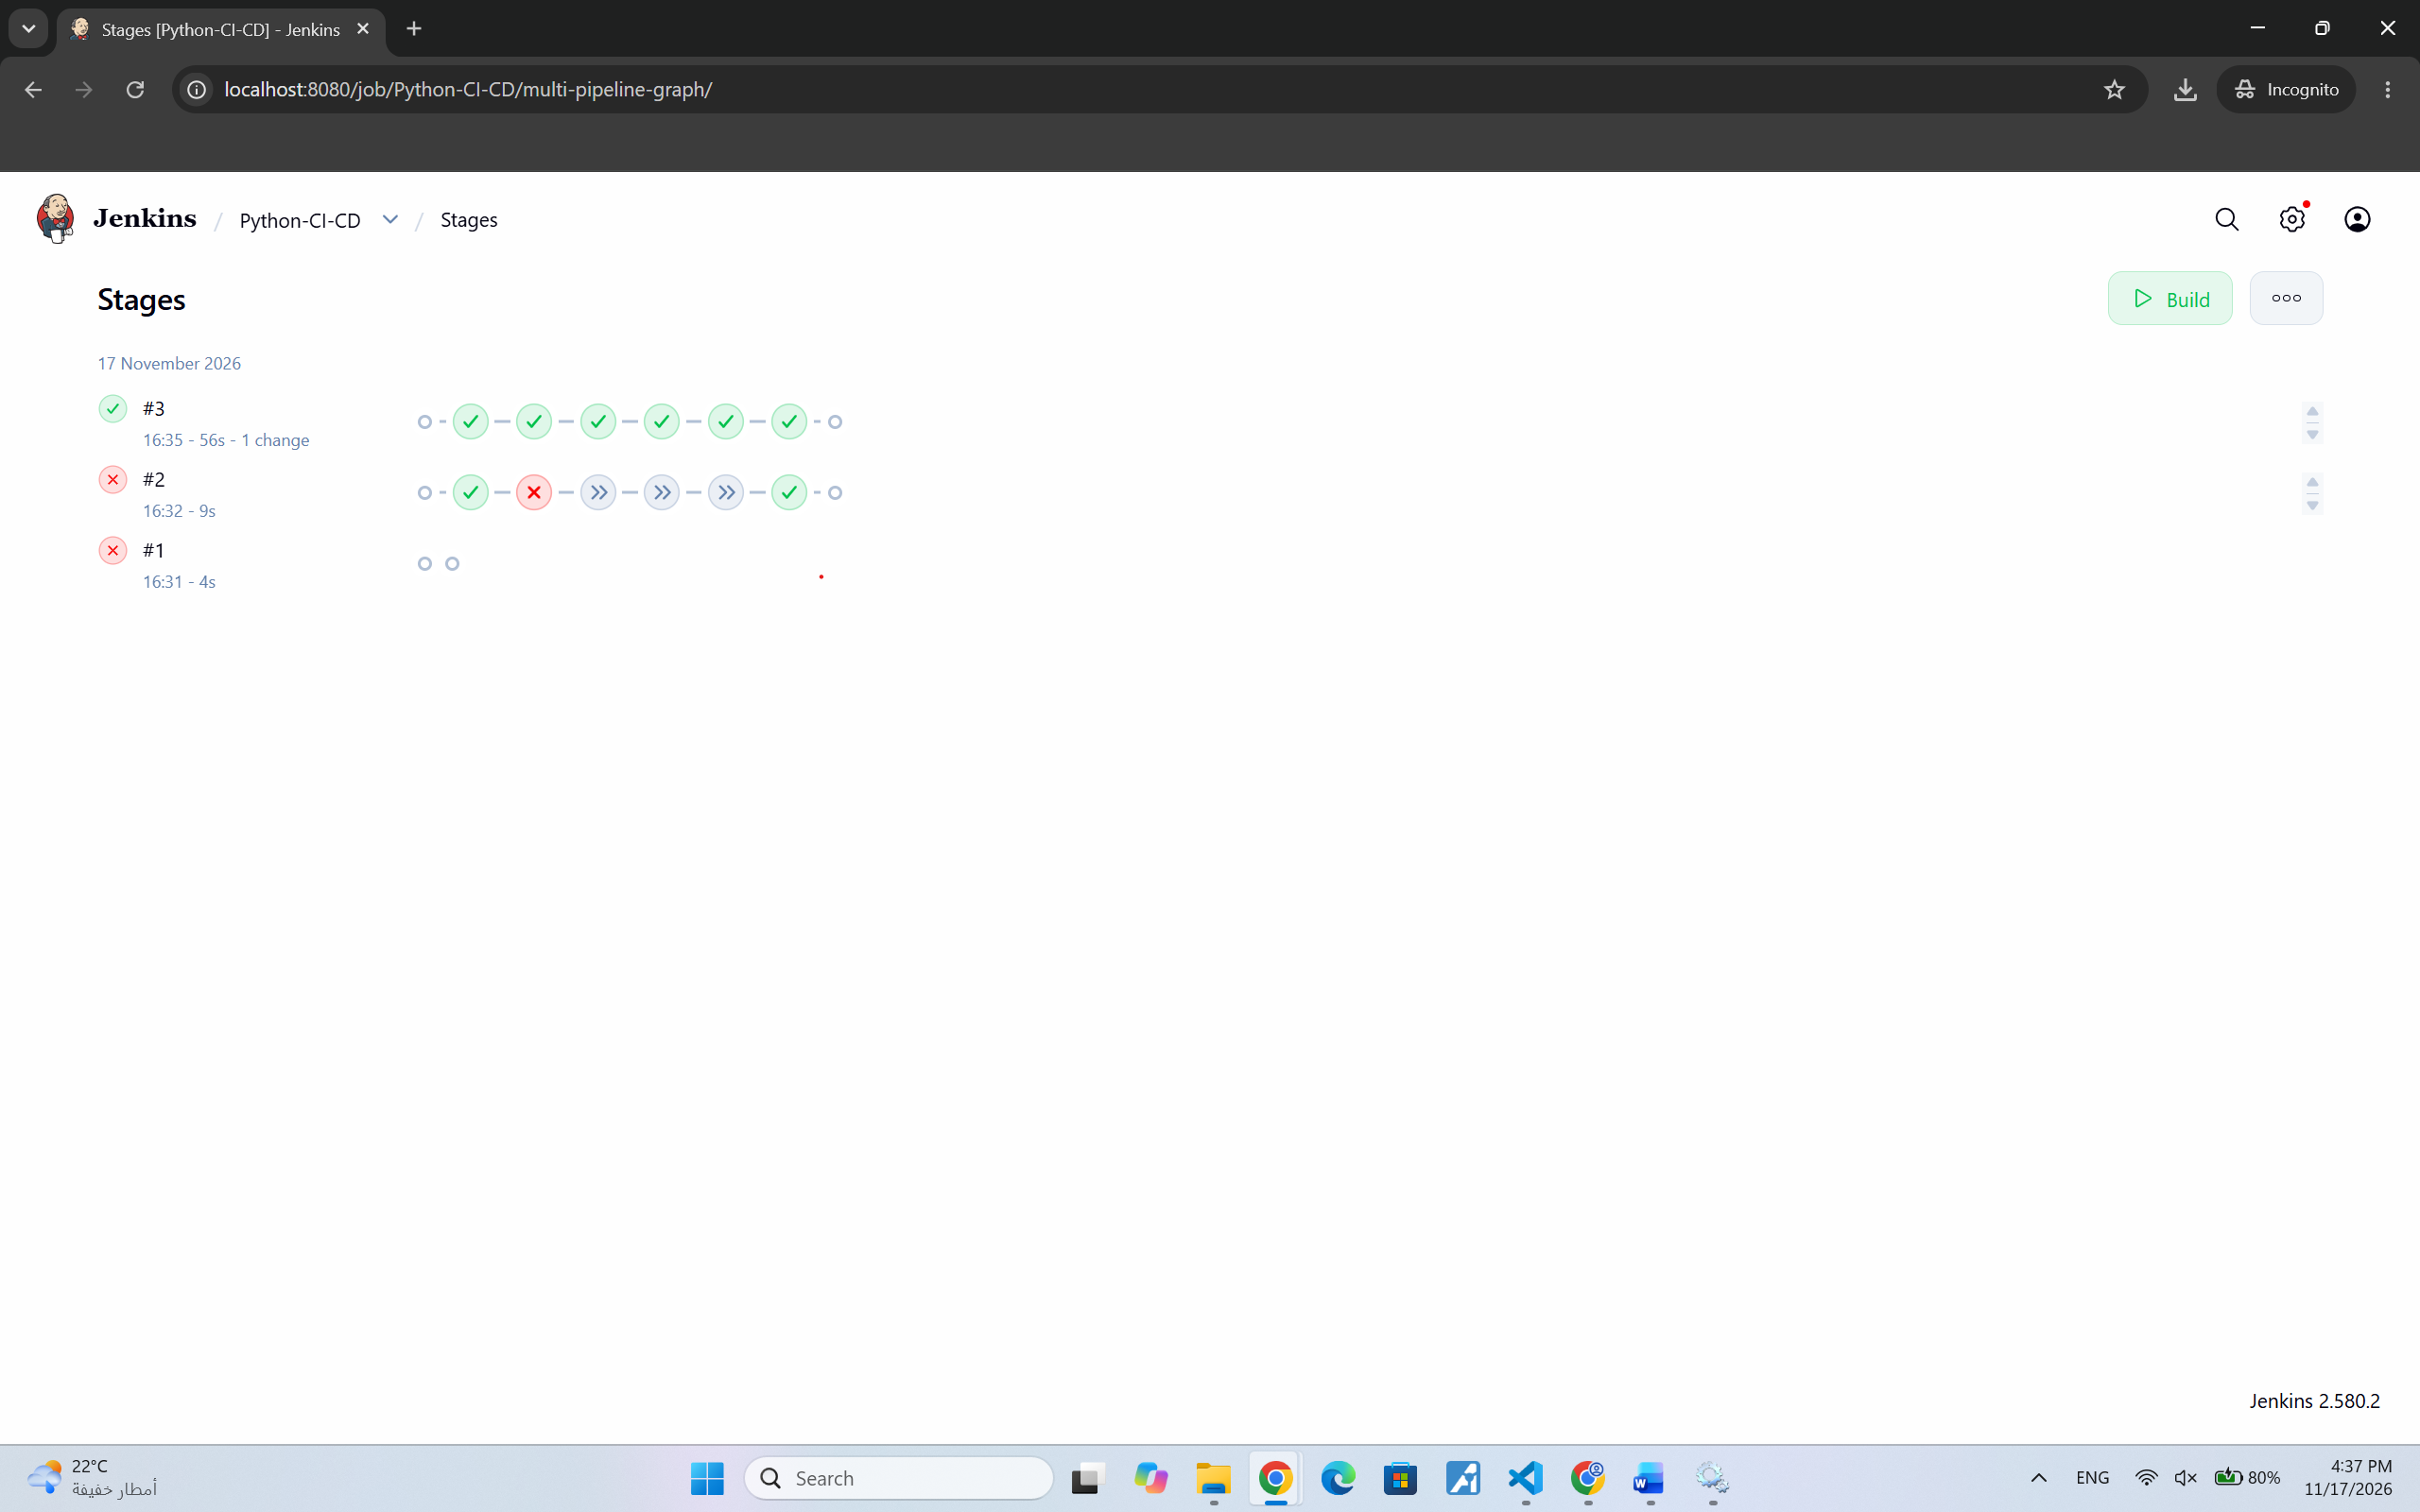 Stages [Python-CI-CD] - Jenkins
localhost:8080/job/Python-CI-CD/multi-pipeline-graph/
Incognito
Jenkins / Python-CI-CD / Stages
Stages
Build
17 November 2026
#3
16:35 - 56s - 1 change
#2
16:32 - 9s
#1
16:31 - 4s
Jenkins 2.580.2
22°C
أمطار خفيفة
Search
ENG
80%
4:37 PM
11/17/2026